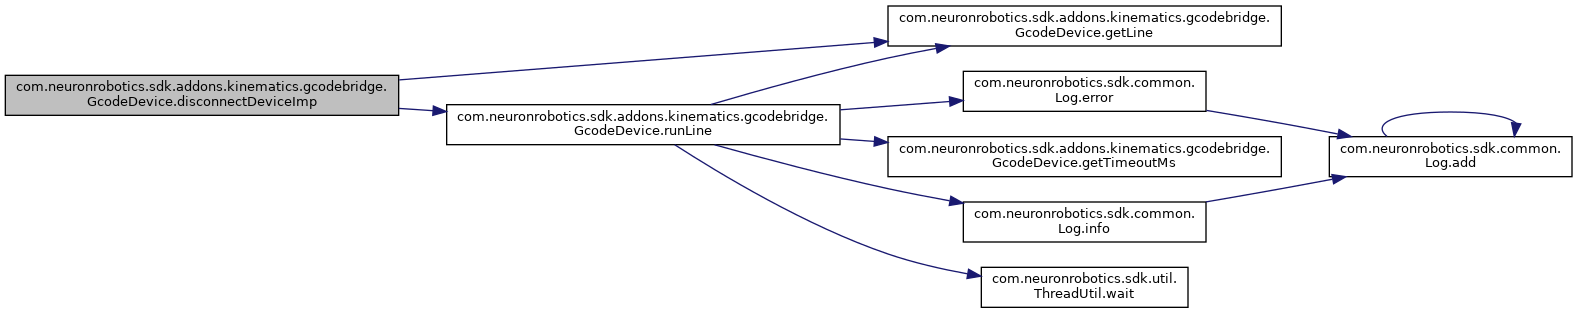 com.neuronrobotics.sdk.addons.kinematics.gcodebridge.
GcodeDevice.disconnectDeviceImp
com.neuronrobotics.sdk.addons.kinematics.gcodebridge.
GcodeDevice.runLine
com.neuronrobotics.sdk.addons.kinematics.gcodebridge.
GcodeDevice.getLine
com.neuronrobotics.sdk.common.
Log.error
com.neuronrobotics.sdk.addons.kinematics.gcodebridge.
GcodeDevice.getTimeoutMs
com.neuronrobotics.sdk.common.
Log.info
com.neuronrobotics.sdk.util.
ThreadUtil.wait
com.neuronrobotics.sdk.common.
Log.add